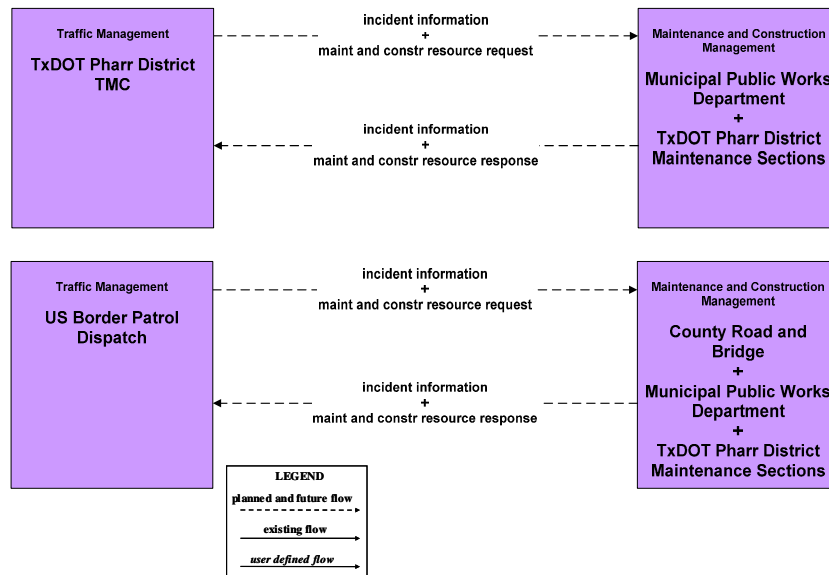 Traffic Management
TxDOT Pharr District
TMC
incident information
+
maint and constr resource request
incident information
+
maint and constr resource response
Maintenance and Construction
Management
Municipal Public Works
Department
+
TxDOT Pharr District
Maintenance Sections
Traffic Management
US Border Patrol
Dispatch
incident information
+
maint and constr resource request
incident information
+
maint and constr resource response
Maintenance and Construction
Management
County Road and
Bridge
+
Municipal Public Works
Department
+
TxDOT Pharr District
Maintenance Sections
LEGEND
planned and future flow
existing flow
user defined flow